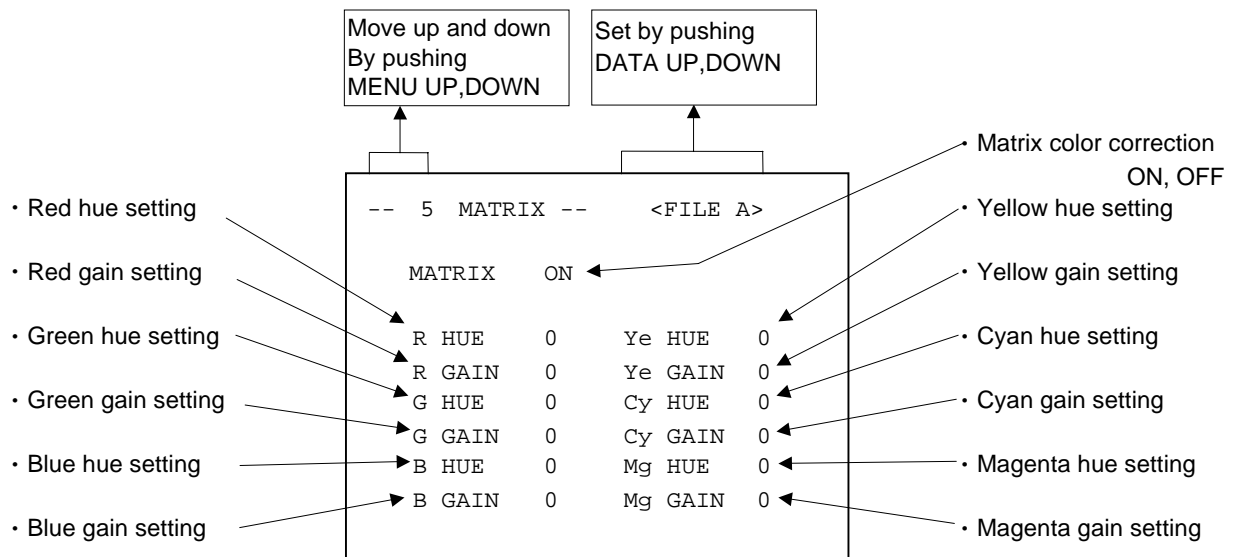 Move up and down
By pushing
MENU UP,DOWN
Set by pushing
DATA UP,DOWN
・Matrix color correction
ON, OFF
・Red hue setting
・Red gain setting
・Green hue setting
・Green gain setting
・Blue hue setting
・Blue gain setting
-- 5 MATRIX -- <FILE A>
MATRIX ON
R HUE 0 Ye HUE 0
R GAIN 0 Ye GAIN 0
G HUE 0 Cy HUE 0
G GAIN 0 Cy GAIN 0
B HUE 0 Mg HUE 0
B GAIN 0 Mg GAIN 0
・Yellow hue setting
・Yellow gain setting
・Cyan hue setting
・Cyan gain setting
・Magenta hue setting
・Magenta gain setting